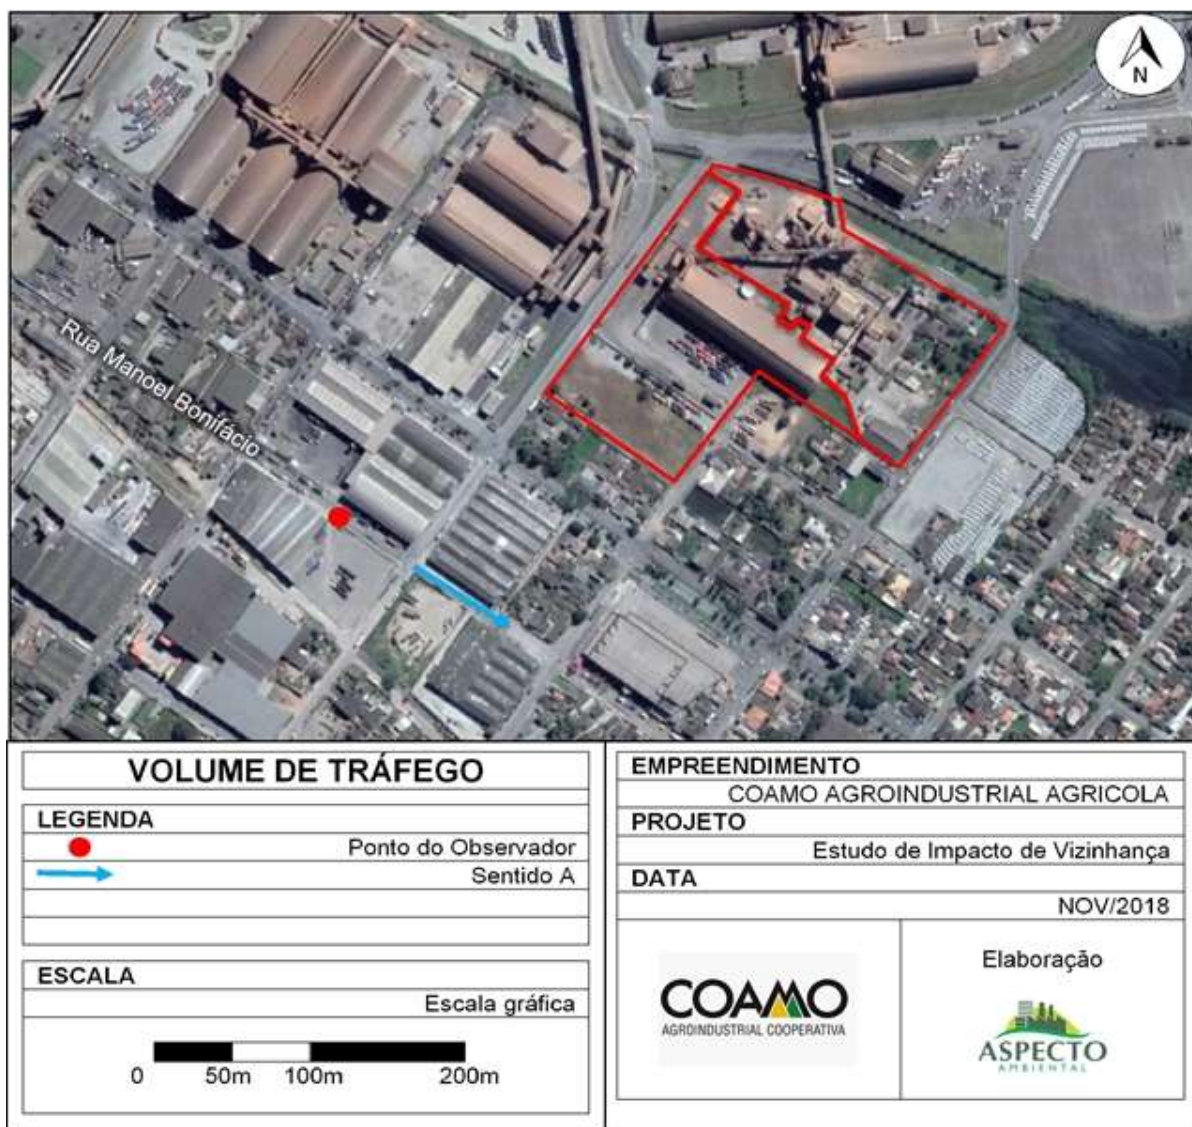 N
Rua Manoel Bonifácio
VOLUME DE TRÁFEGO
LEGENDA
Ponto do Observador
Sentido A
ESCALA
Escala gráfica
0 50m 100m 200m
EMPREENDIMENTO
COAMO AGROINDUSTRIAL AGRICOLA
PROJETO
Estudo de Impacto de Vizinhança
DATA
NOV/2018
COAMO
AGROINDUSTRIAL COOPERATIVA
Elaboração
ASPECTO
AMBIENTAL